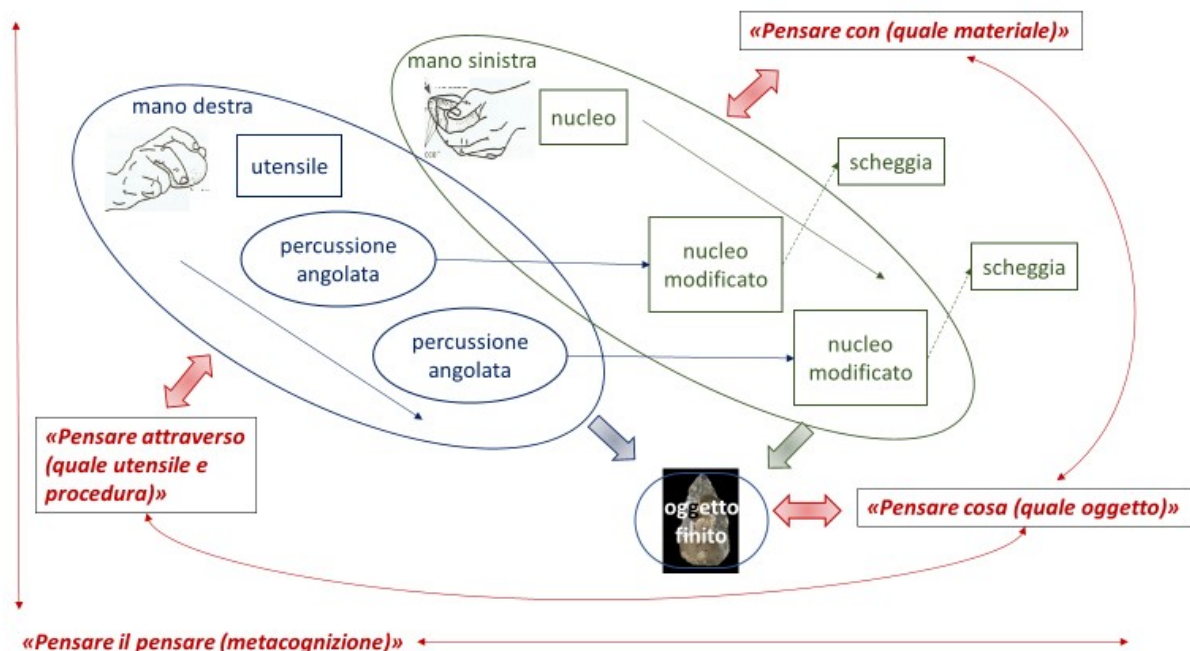 «Pensare con (quale materiale)»
mano sinistra
mano destra
nucleo
utensile
scheggia
percussione
angolata
nucleo
modificato
scheggia
percussione
angolata
nucleo
modificato
«Pensare attraverso
(quale utensile e
procedura)»
oggetto
finito
«Pensare cosa (quale oggetto)»
«Pensare il pensare (metacognizione)»